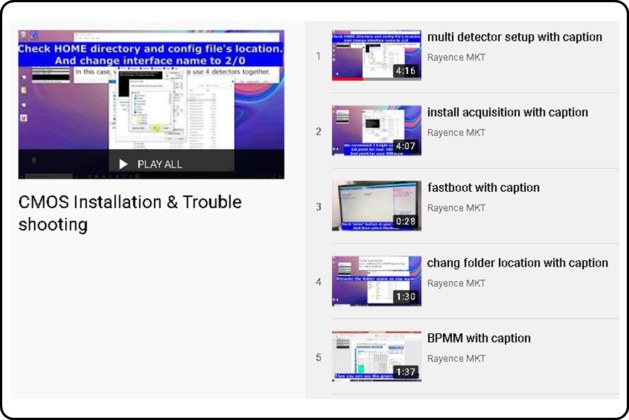 Check HOME directory and config file's location.
And change interface name to 2/0
In this case, 
to use 4 detectors together.
PLAY ALL
CMOS Installation & Trouble
shooting
1
4:16
multi detector setup with caption
Rayence MKT
2
4:07
install acquisition with caption
Rayence MKT
3
0:28
fastboot with caption
Rayence MKT
4
1:30
chang folder location with caption
Rayence MKT
5
1:37
BPMM with caption
Rayence MKT